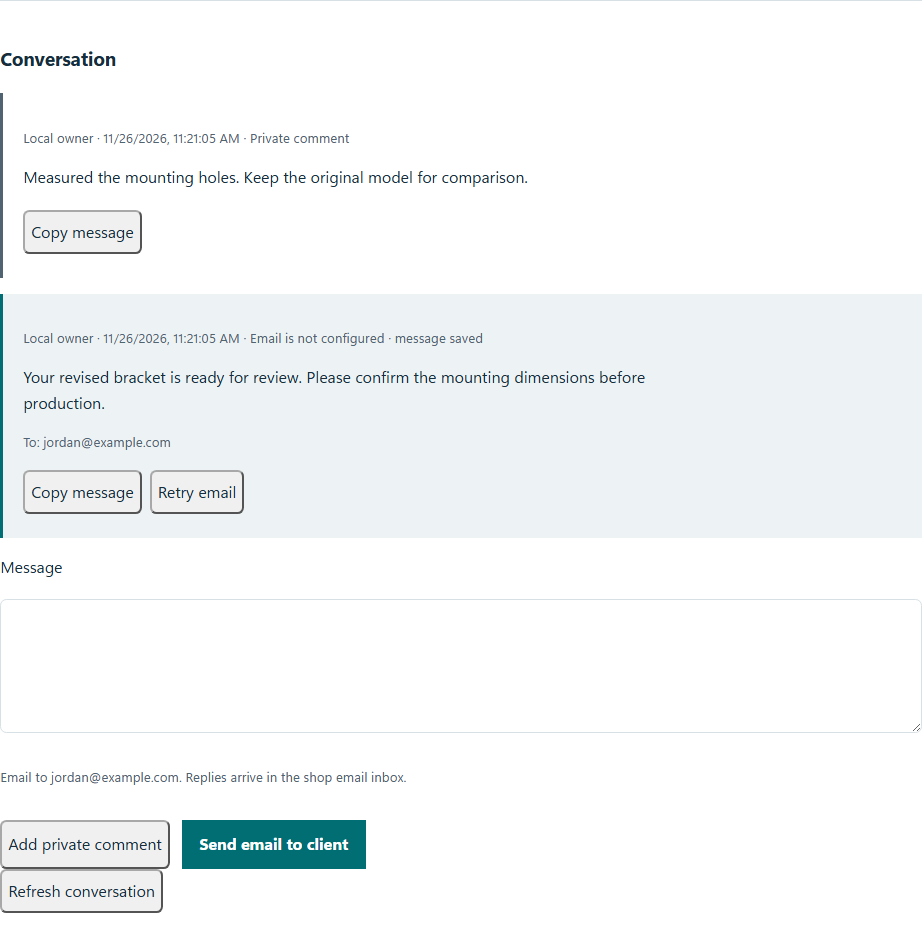 Conversation
Local owner · 11/26/2026, 11:21:05 AM · Private comment
Measured the mounting holes. Keep the original model for comparison.
Copy message
Local owner · 11/26/2026, 11:21:05 AM · Email is not configured · message saved
Your revised bracket is ready for review. Please confirm the mounting dimensions before
production.
To: jordan@example.com
Copy message Retry email
Message
Email to jordan@example.com. Replies arrive in the shop email inbox.
Add private comment Send email to client
Refresh conversation